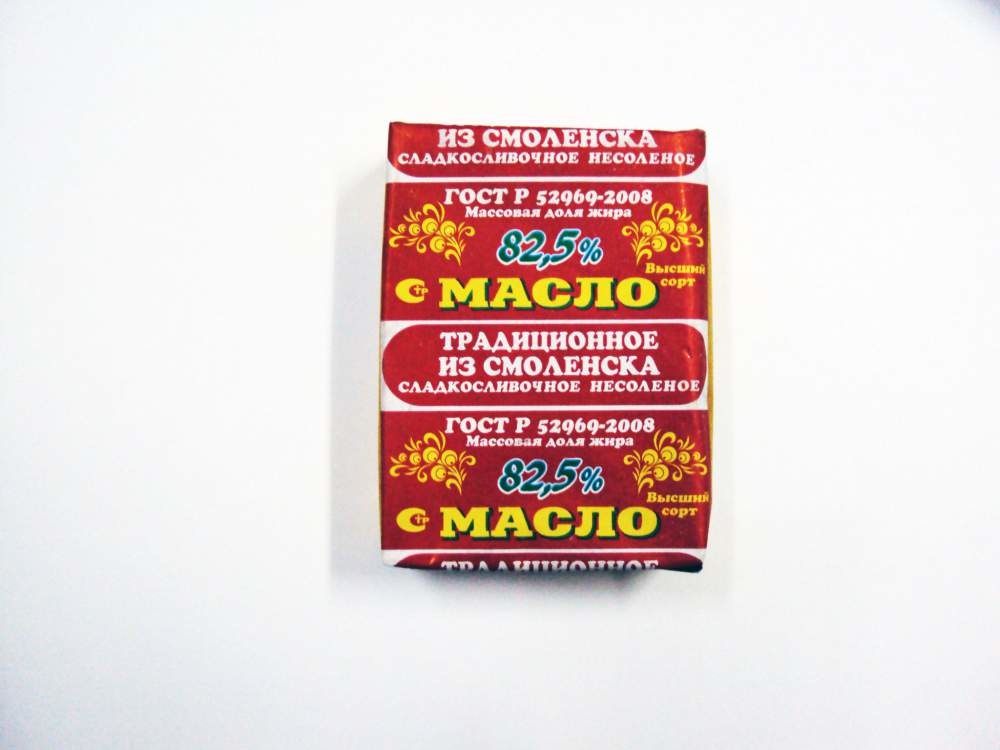 ИЗ СМОЛЕНСКА
СЛАДКОСЛИВОЧНОЕ НЕСОЛЕНОЕ
ГОСТ Р 52969-2008
Массовая доля жира
82,5%
Высший
сорт
МАСЛО
ТРАДИЦИОННОЕ
ИЗ СМОЛЕНСКА
СЛАДКОСЛИВОЧНОЕ НЕСОЛЕНОЕ
ГОСТ Р 52969-2008
Массовая доля жира
82,5%
Высший
сорт
МАСЛО
ТРАДИЦИОННОЕ